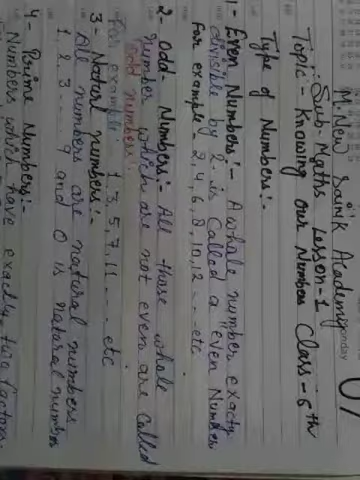 M. New Sainik Academy
Sub- Maths Lesson-1
Topic:- Knowing our Numbers Class-6th
Type of Numbers:-
1- Even Numbers:- A whole number exacty
divisible by 2 is Called a "even Number
For example- 2, 4, 6, 8, 10, 12 ... etc
2- Odd- Numbers:- All those whole
number which are not even are called
odd numbers.
For example: 1, 3, 5, 7, 11 .... etc
3- Natural numbers:-
All numbers are natural numbers
1, 2, 3 ... 9 and 0 is natural number
4- Prime Numbers:-
Numbers which have exactly two factors